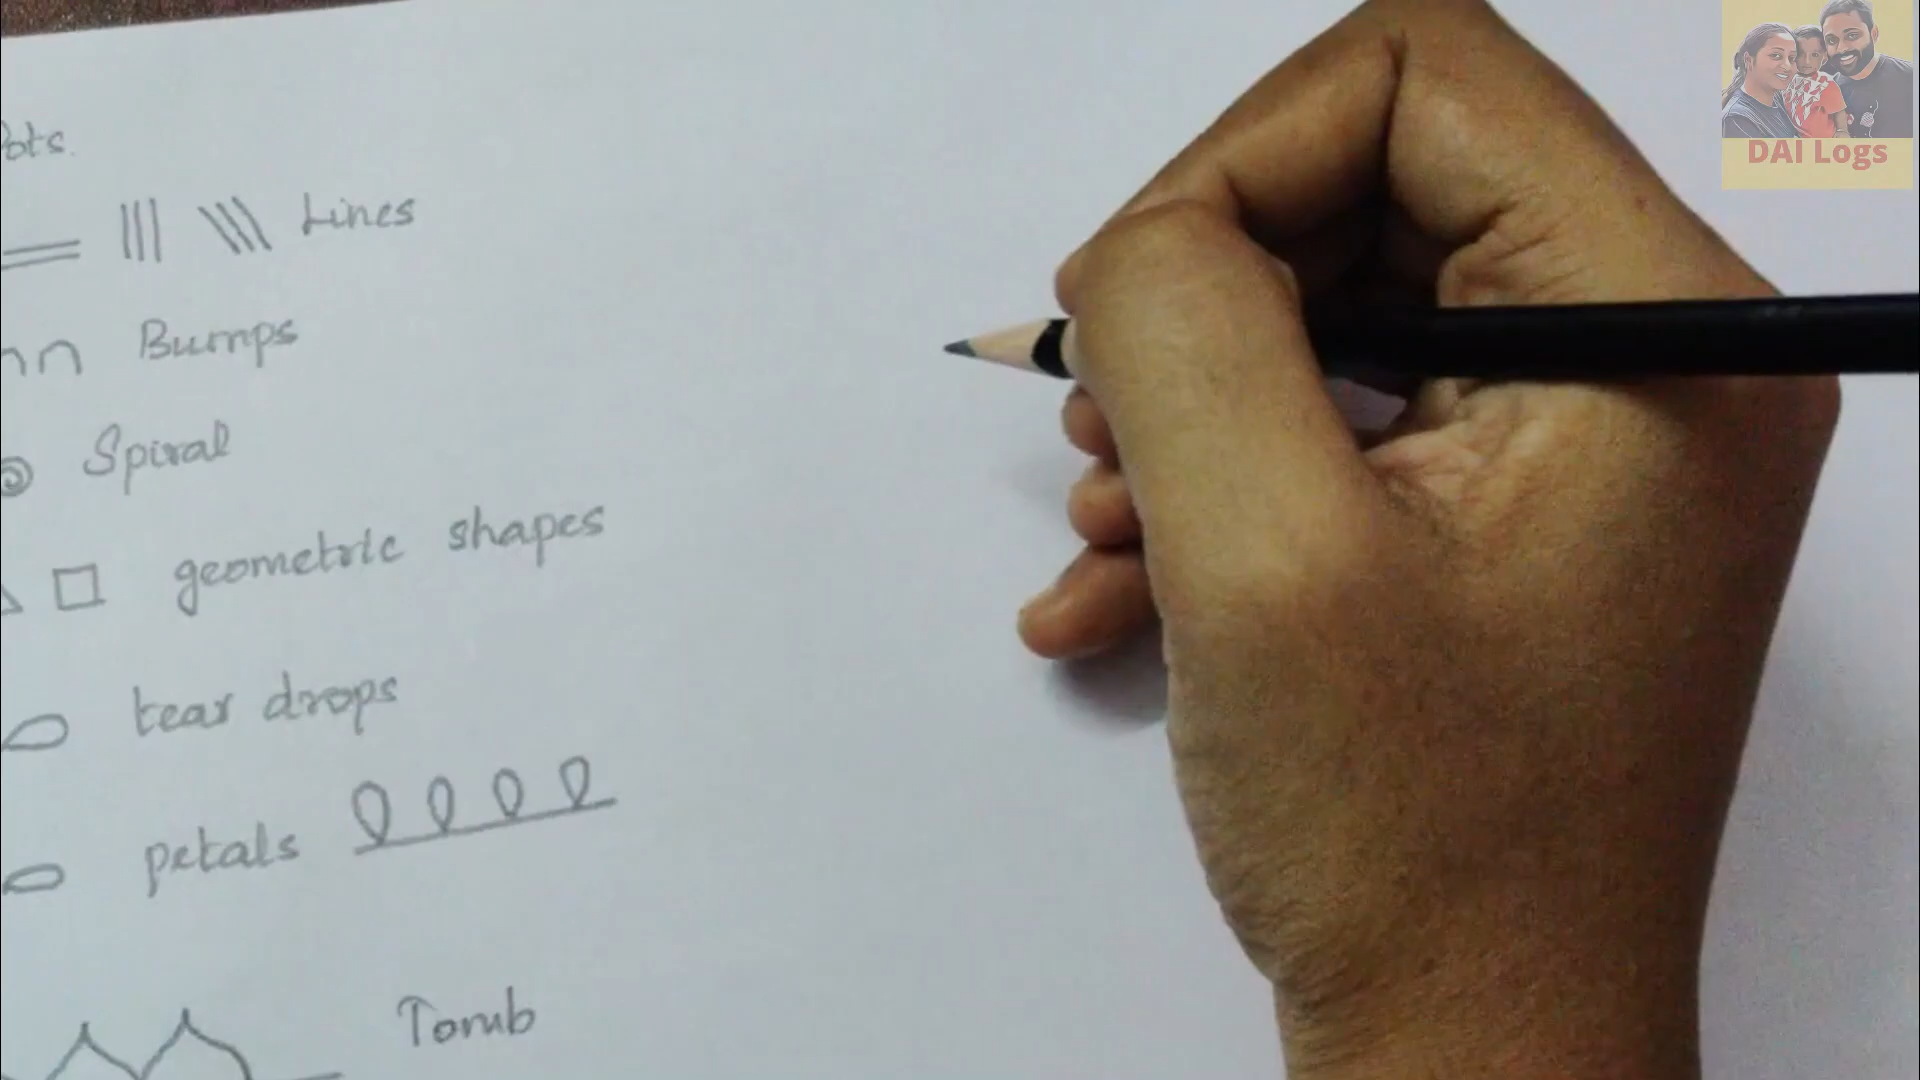 DAI Logs
Lines
Bumps
Spiral
geometric shapes
tear drops
petals
Tomb